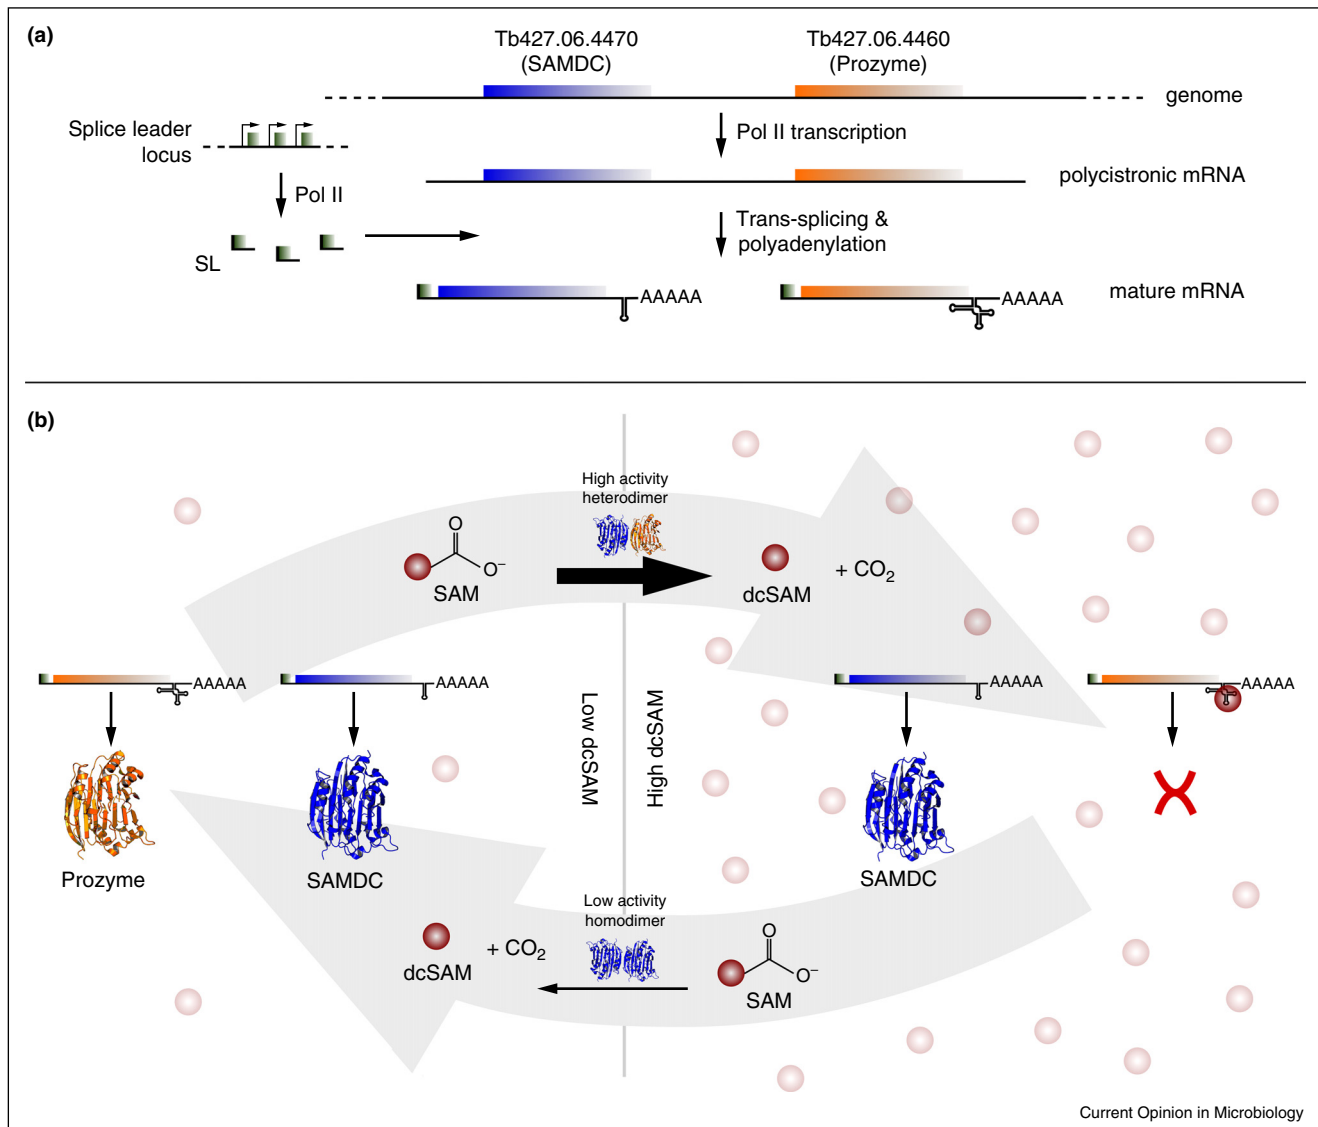 (a)
Tb427.06.4470
(SAMDC)
Tb427.06.4460
(Prozyme)
genome
Splice leader
locus
Pol II transcription
polycistronic mRNA
Pol II
Trans-splicing &
polyadenylation
SL
AAAAA
AAAAA
mature mRNA
(b)
High activity
heterodimer
O
O−
SAM
dcSAM
+ CO2
AAAAA
AAAAA
AAAAA
AAAAA
Low dcSAM
High dcSAM
Prozyme
SAMDC
SAMDC
Low activity
homodimer
dcSAM
+ CO2
O
O−
SAM
Current Opinion in Microbiology